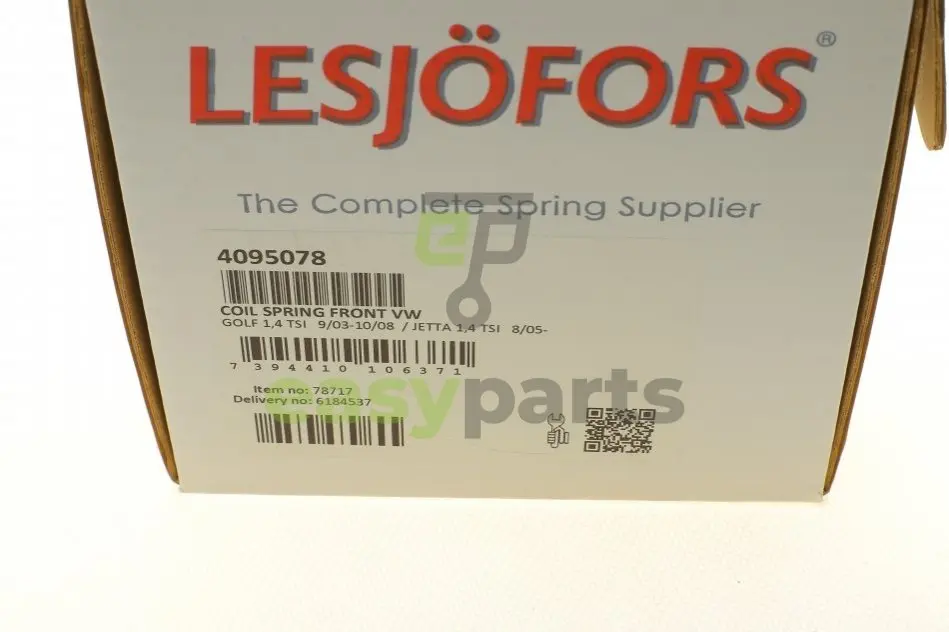 LESJÖFORS®
The Complete Spring Supplier
ep
4095078
COIL SPRING FRONT VW
GOLF 1,4 TSI 9/03-10/08 / JETTA 1,4 TSI 8/05-
7 394410 106371
Item no: 78717
Delivery no: 6184537
easyparts